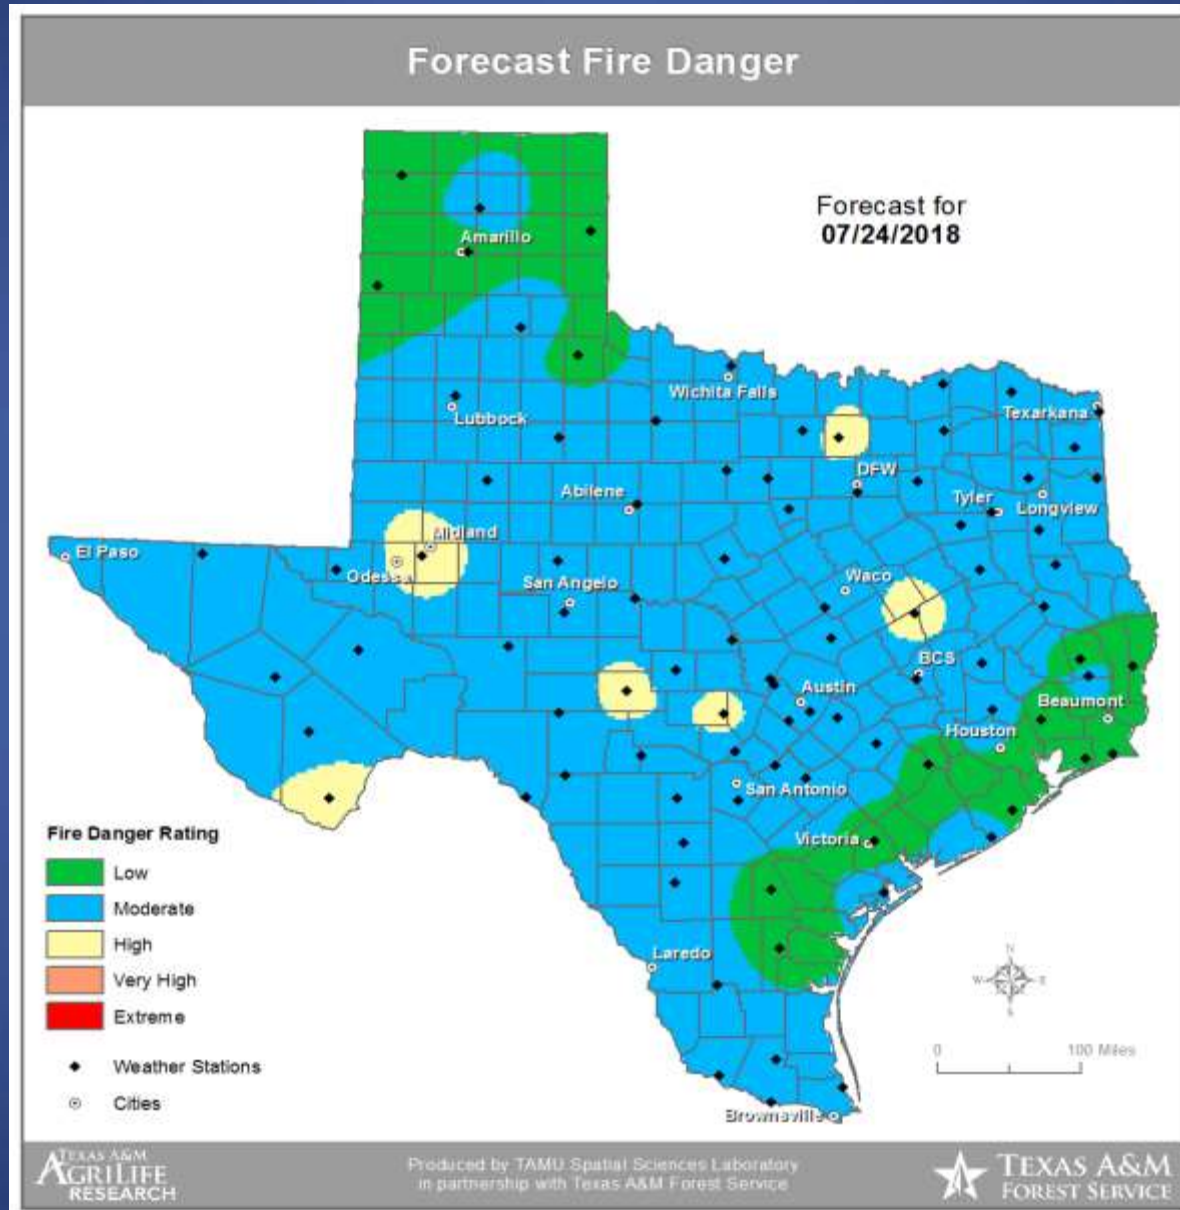 Forecast Fire Danger
Forecast for
07/24/2018
Amarillo
Wichita Falls
Lubbock
Texarkana
DFW
Abilene
Tyler
Longview
Midland
El Paso
Odessa
San Angelo
Waco
BCS
Austin
Beaumont
Houston
San Antonio
Victoria
Laredo
Brownsville
Fire Danger Rating
Low
Moderate
High
Very High
Extreme
Weather Stations
Cities
N
W
E
S
0
100 Miles
TEXAS A&M
AGRILIFE
RESEARCH
Produced by TAMU Spatial Sciences Laboratory
in partnership with Texas A&M Forest Service
TEXAS A&M
FOREST SERVICE